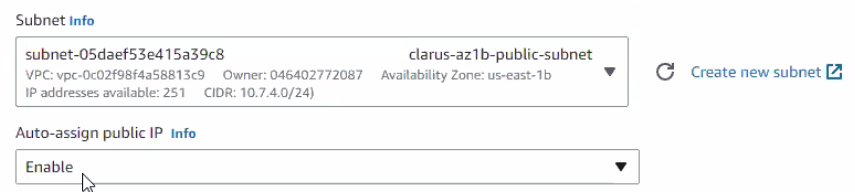 Subnet Info
subnet-05daef53e415a39c8 clarus-az1b-public-subnet
VPC: vpc-0c02f98f4a58813c9 Owner: 046402772087 Availability Zone: us-east-1b
IP addresses available: 251 CIDR: 10.7.4.0/24)
Create new subnet
Auto-assign public IP Info
Enable